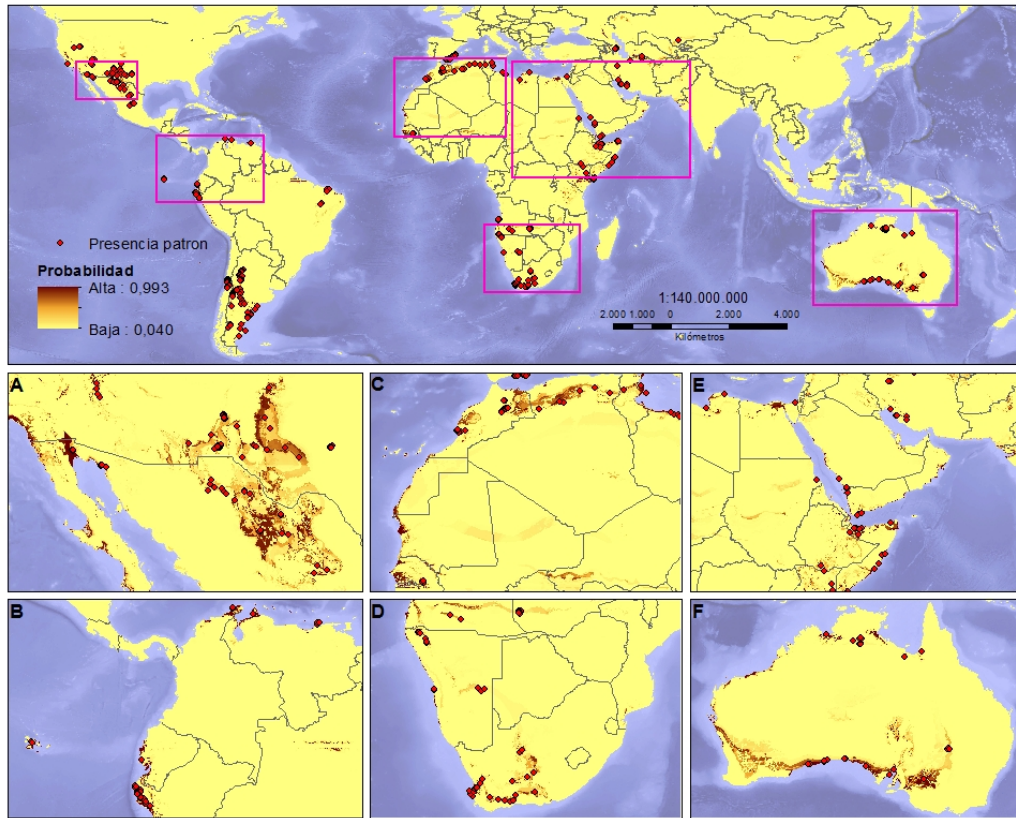 Presencia patron
Probabilidad
Alta : 0,993
Baja : 0,040
1:140.000.000
2.000 1.000 0 2.000 4.000
Kilómetros
A
C
E
B
D
F